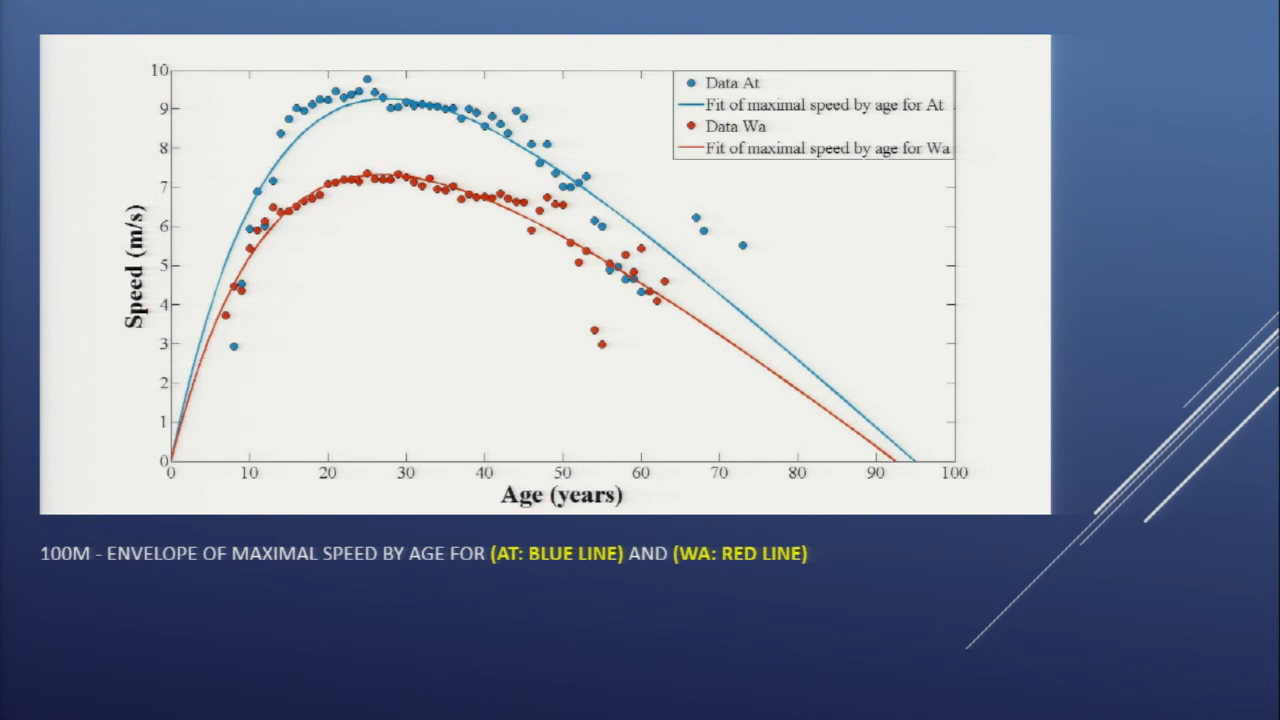 10
9
8
7
6
5
4
3
2
1
0
Speed (m/s)
Data At
Fit of maximal speed by age for At
Data Wa
Fit of maximal speed by age for Wa
0 10 20 30 40 50 60 70 80 90 100
Age (years)
100M - ENVELOPE OF MAXIMAL SPEED BY AGE FOR (AT: BLUE LINE) AND (WA: RED LINE)